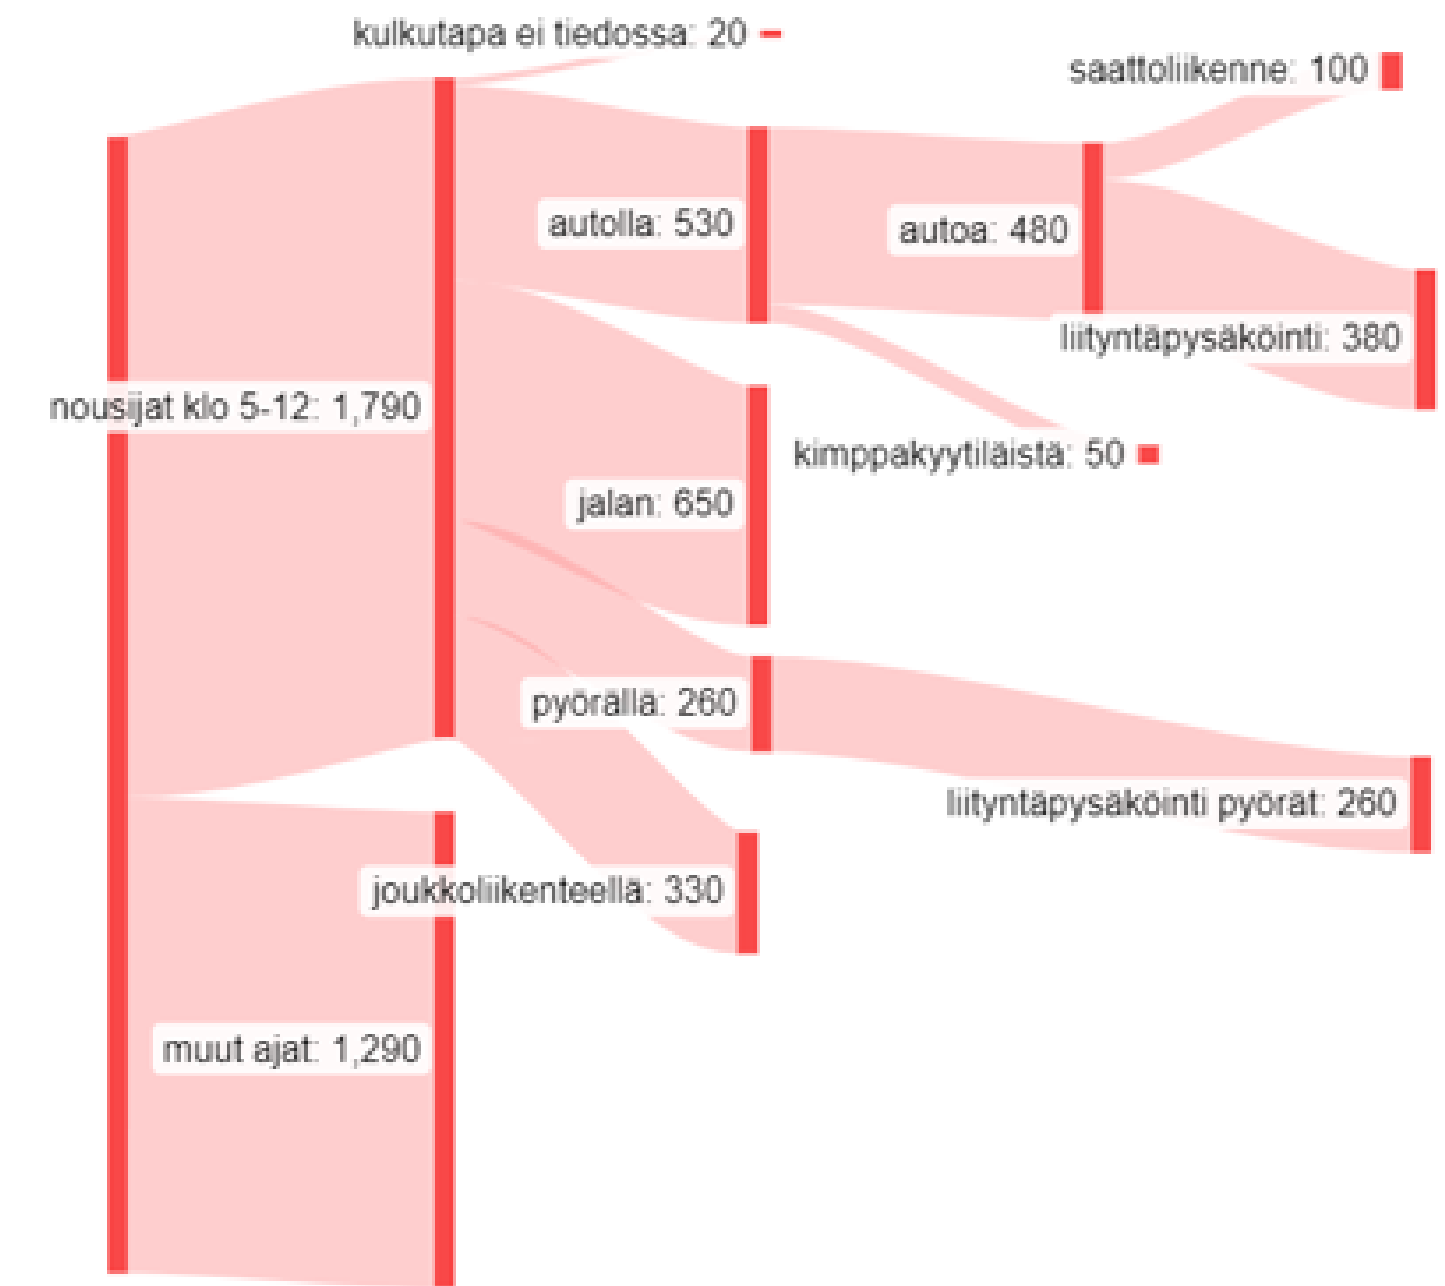 kulkutapa ei tiedossa: 20
saattoliikenne: 100
autolla: 530
autoa: 480
liityntäpysäköinti: 380
nousijat klo 5-12: 1,790
kimppakyytiläistä: 50
jalan: 650
pyörällä: 260
liityntäpysäköinti pyörät: 260
joukkoliikenteellä: 330
muut ajat: 1,290